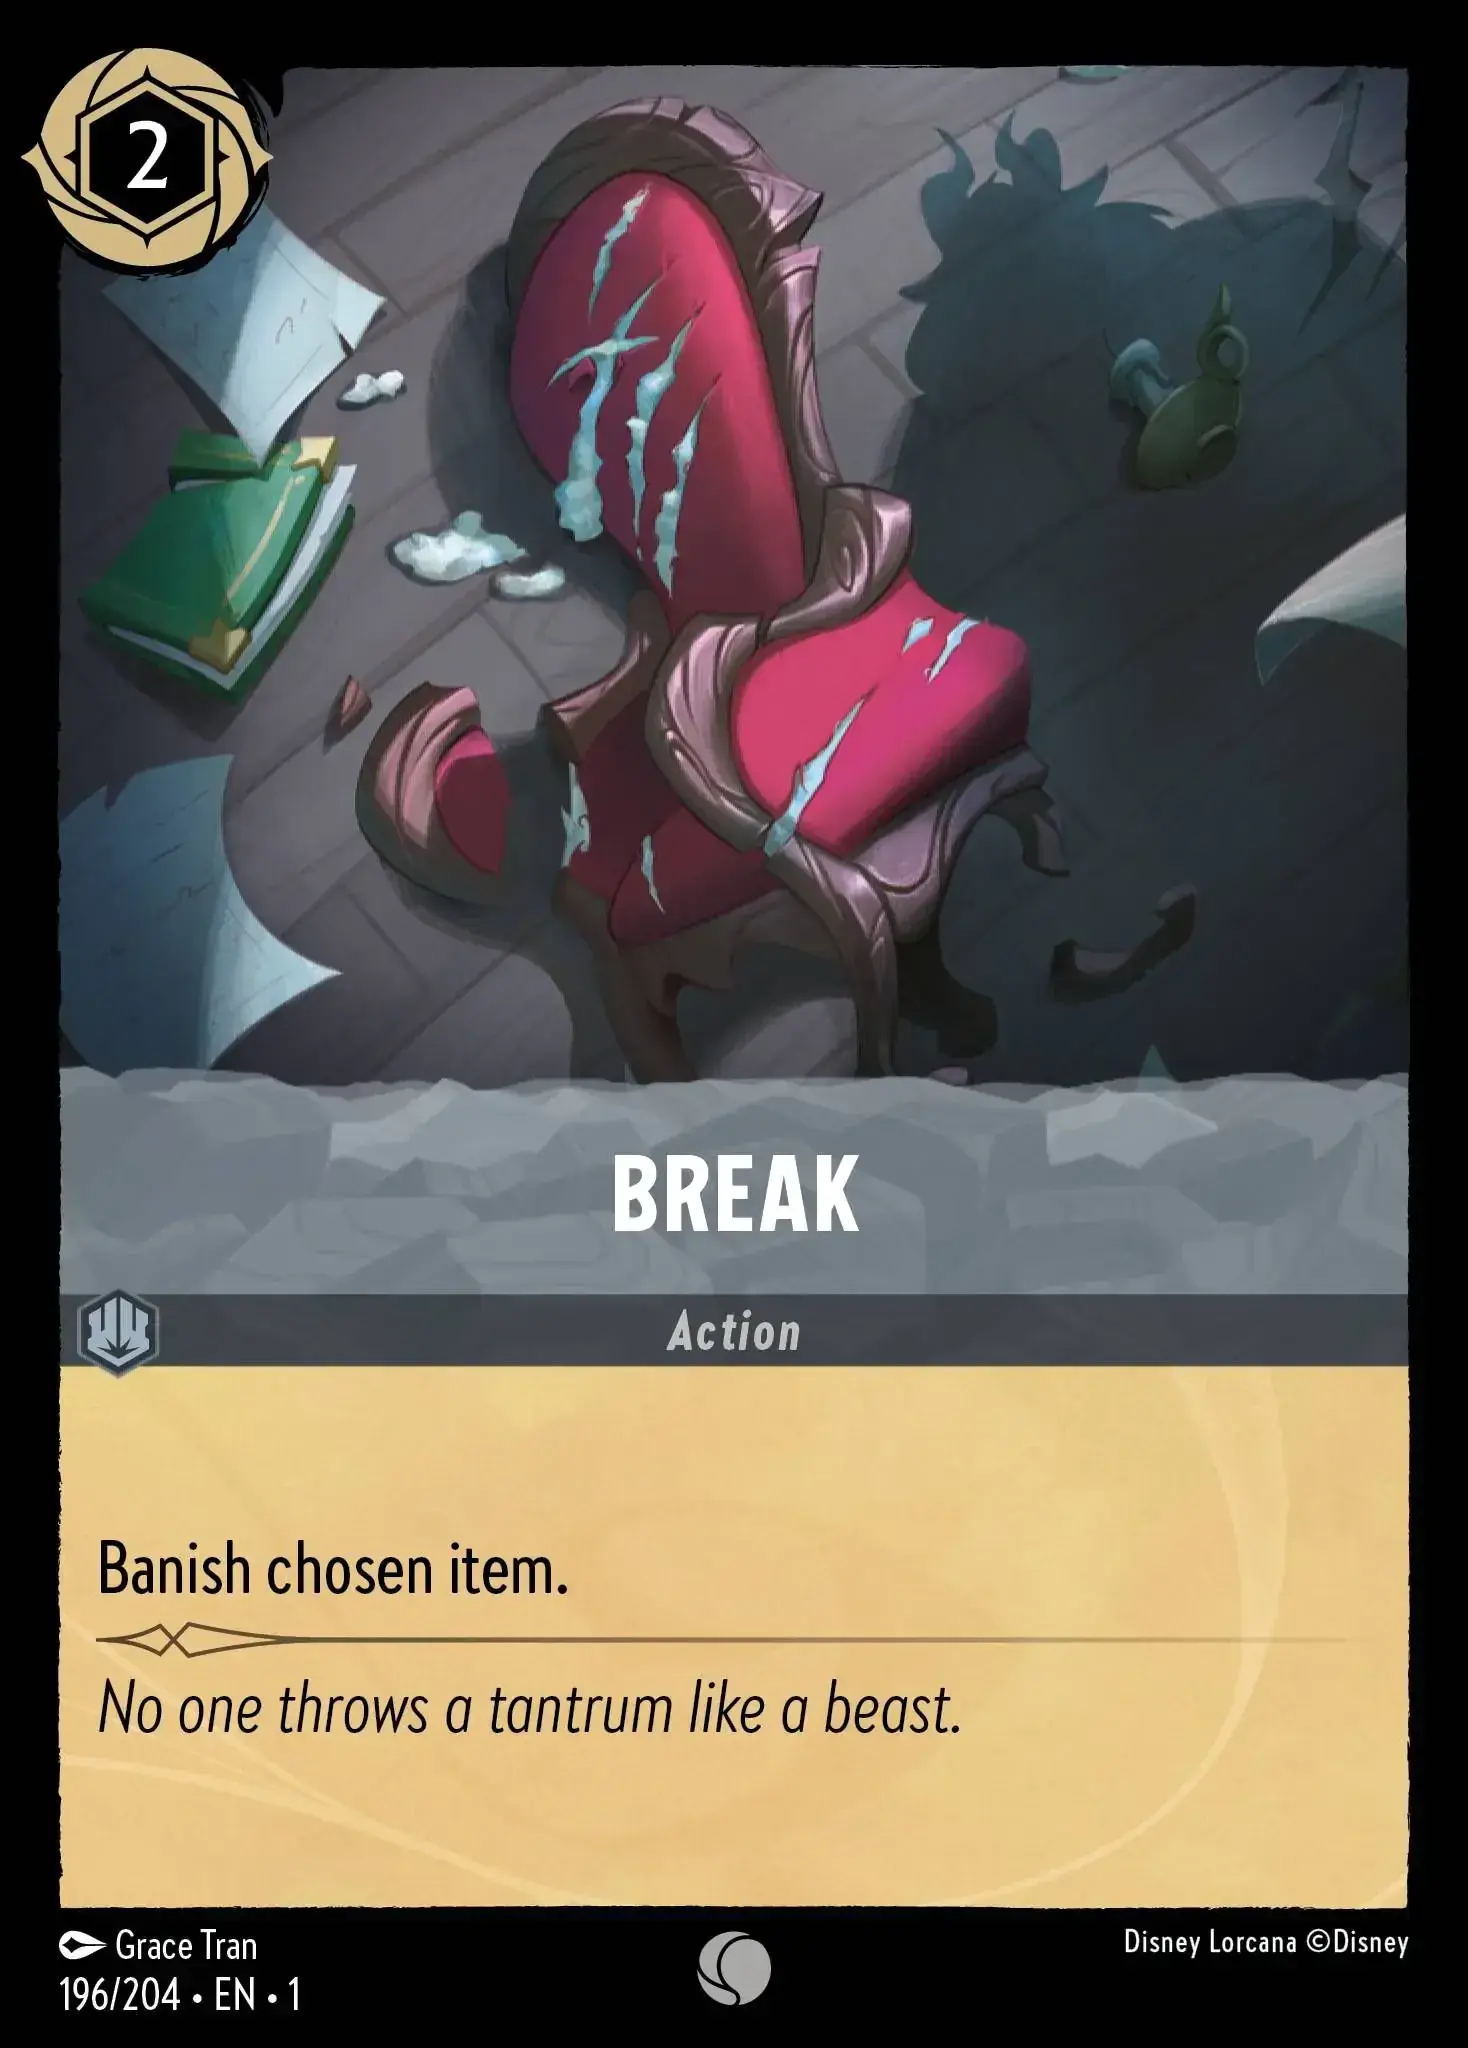 2
BREAK
Action
Banish chosen item.
No one throws a tantrum like a beast.
Grace Tran
196/204 • EN • 1
Disney Lorcana ©Disney